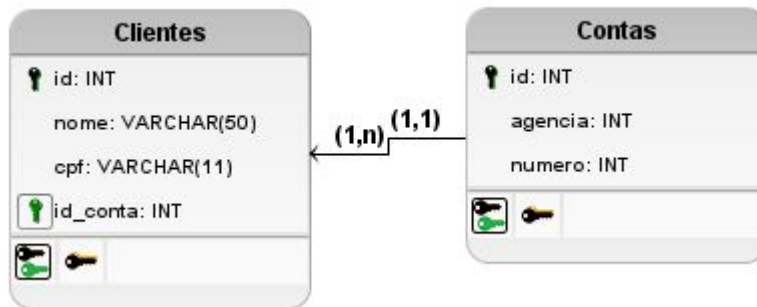 Clientes
id: INT
nome: VARCHAR(50)
cpf: VARCHAR(11)
id_conta: INT
(1,n)
(1,1)
Contas
id: INT
agencia: INT
numero: INT